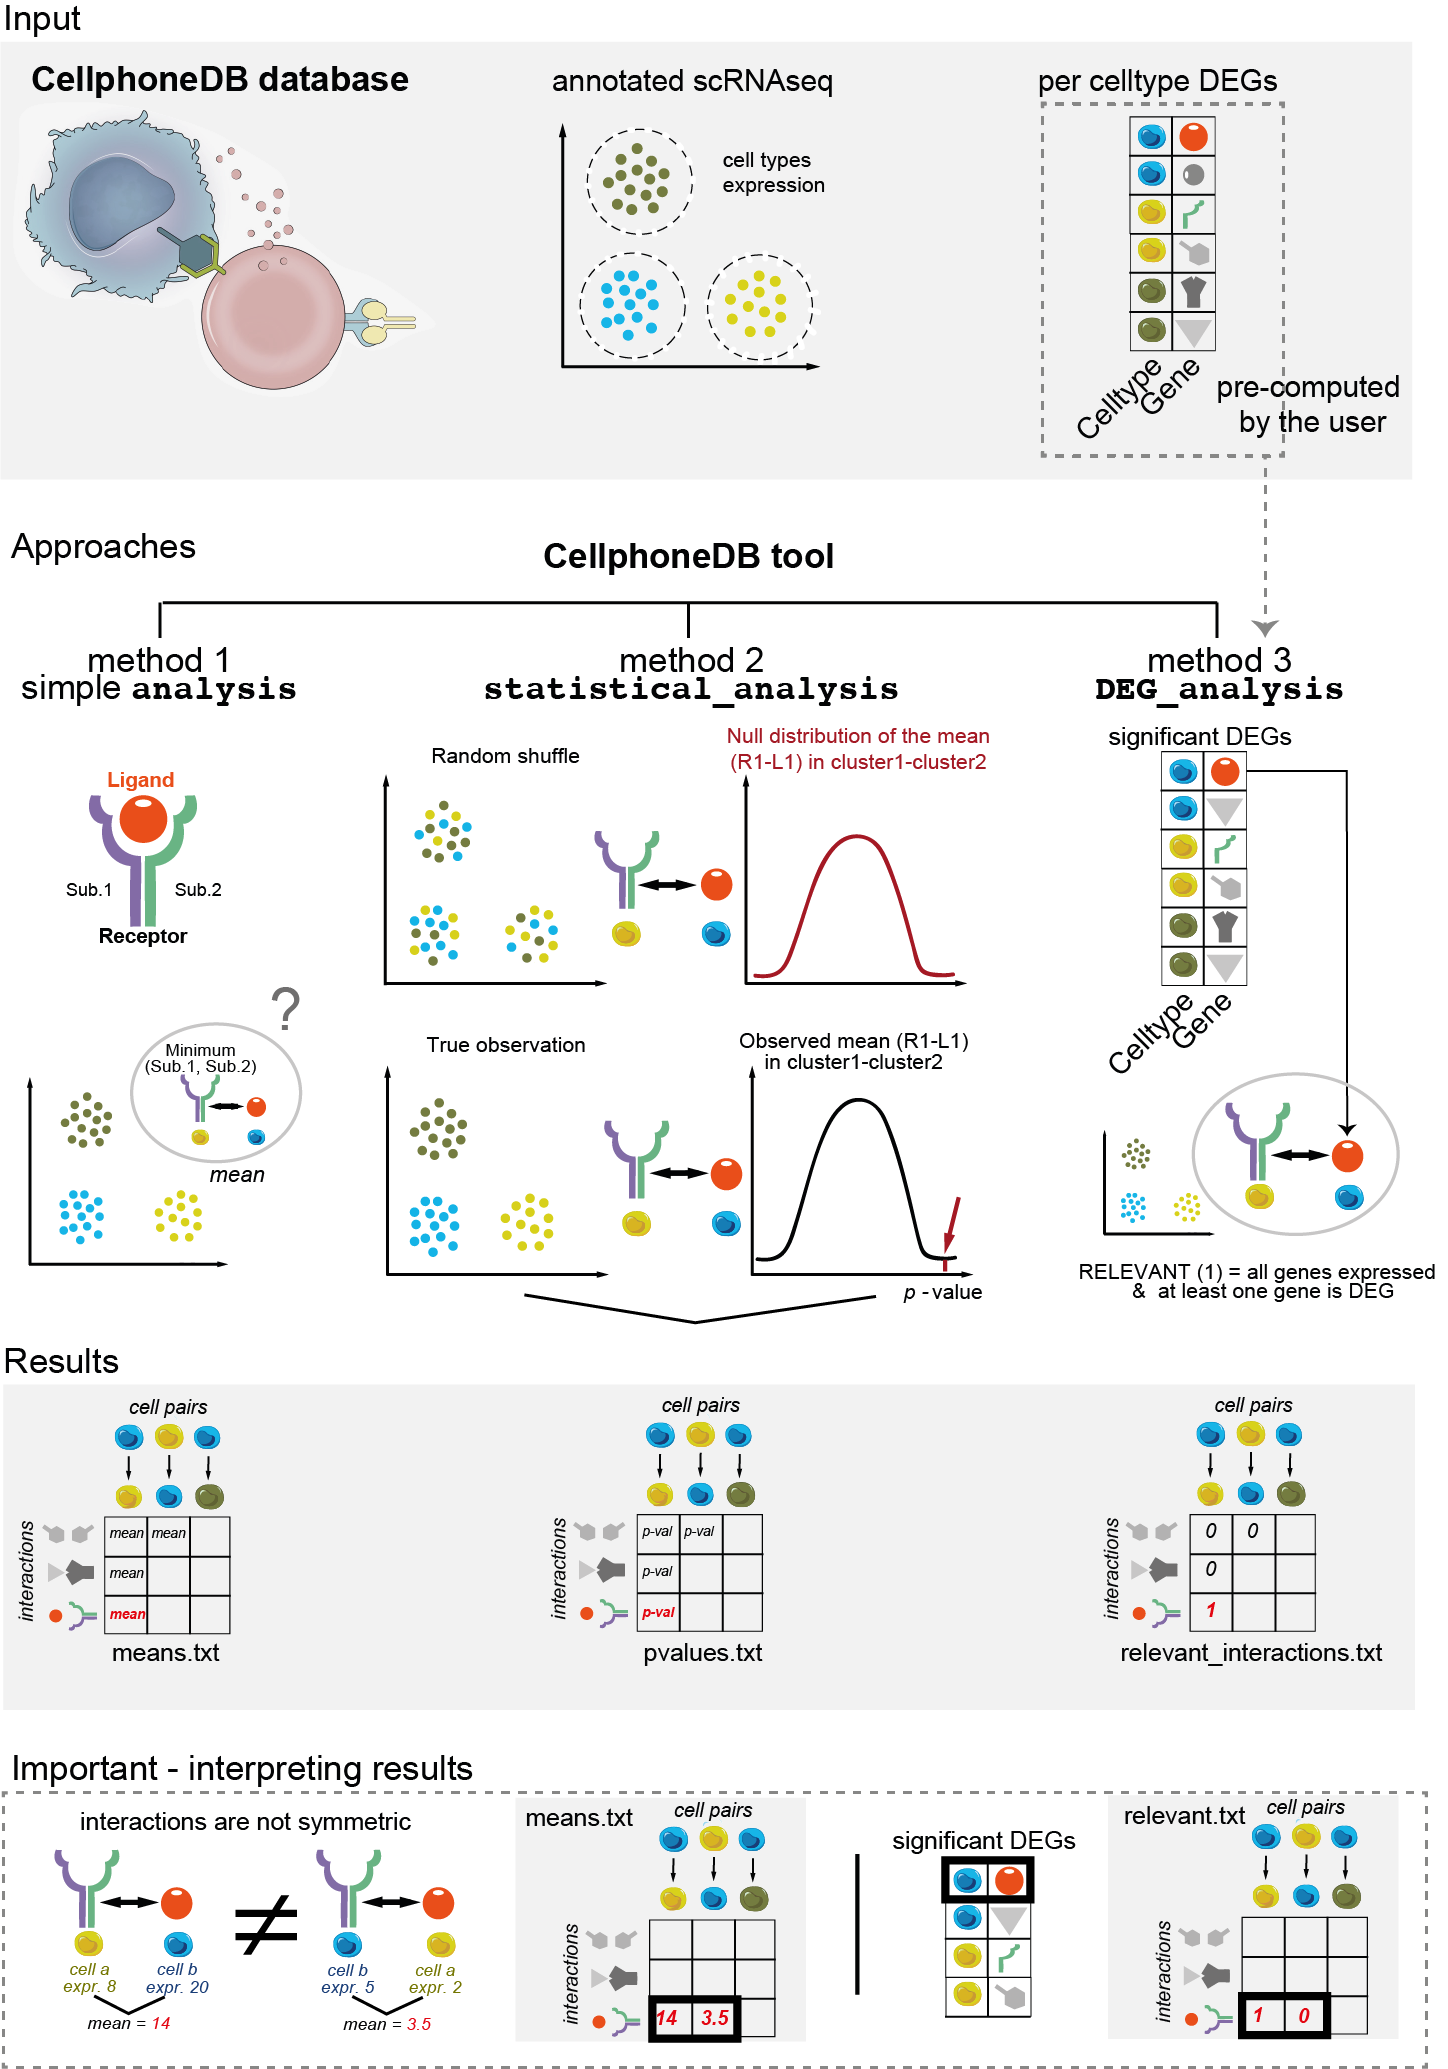 Input
CellphoneDB database
annotated scRNAseq
per celltype DEGs
cell types
expression
Celltype
Gene
pre-computed
by the user
Approaches
CellphoneDB tool
method 1
simple analysis
method 2
statistical_analysis
method 3
DEG_analysis
Ligand
Sub.1
Sub.2
Receptor
?
Minimum
(Sub.1, Sub.2)
mean
Random shuffle
Null distribution of the mean
(R1-L1) in cluster1-cluster2
True observation
Observed mean (R1-L1)
in cluster1-cluster2
p - value
significant DEGs
Celltype
Gene
RELEVANT (1) = all genes expressed
& at least one gene is DEG
Results
cell pairs
interactions
mean mean
mean
mean
means.txt
cell pairs
interactions
p-val p-val
p-val
p-val
pvalues.txt
cell pairs
interactions
0 0
0
1
relevant_interactions.txt
Important - interpreting results
interactions are not symmetric
cell a
expr. 8
cell b
expr. 20
mean = 14
≠
cell b
expr. 5
cell a
expr. 2
mean = 3.5
means.txt
cell pairs
interactions
14 3.5
significant DEGs
relevant.txt
cell pairs
interactions
1 0